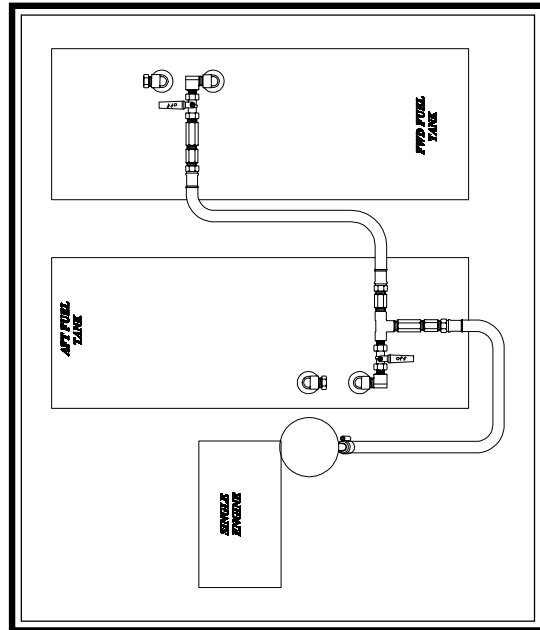 off
FWD FUEL
TANK
AFT FUEL
TANK
off
SINGLE
ENGINE